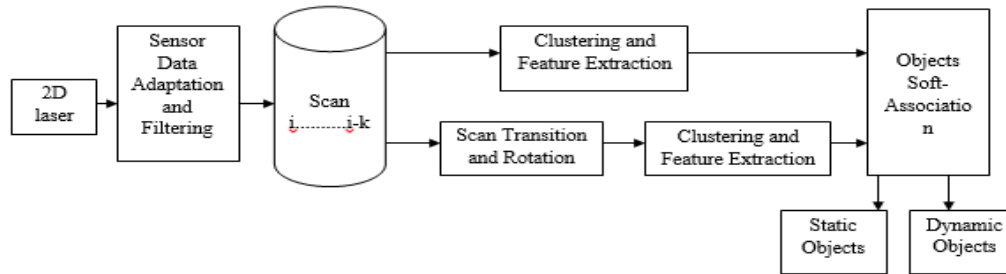 2D
laser
Sensor
Data
Adaptation
and
Filtering
Scan
i..........i-k
Clustering and
Feature Extraction
Scan Transition
and Rotation
Clustering and
Feature Extraction
Objects
Soft-
Associatio
n
Static
Objects
Dynamic
Objects